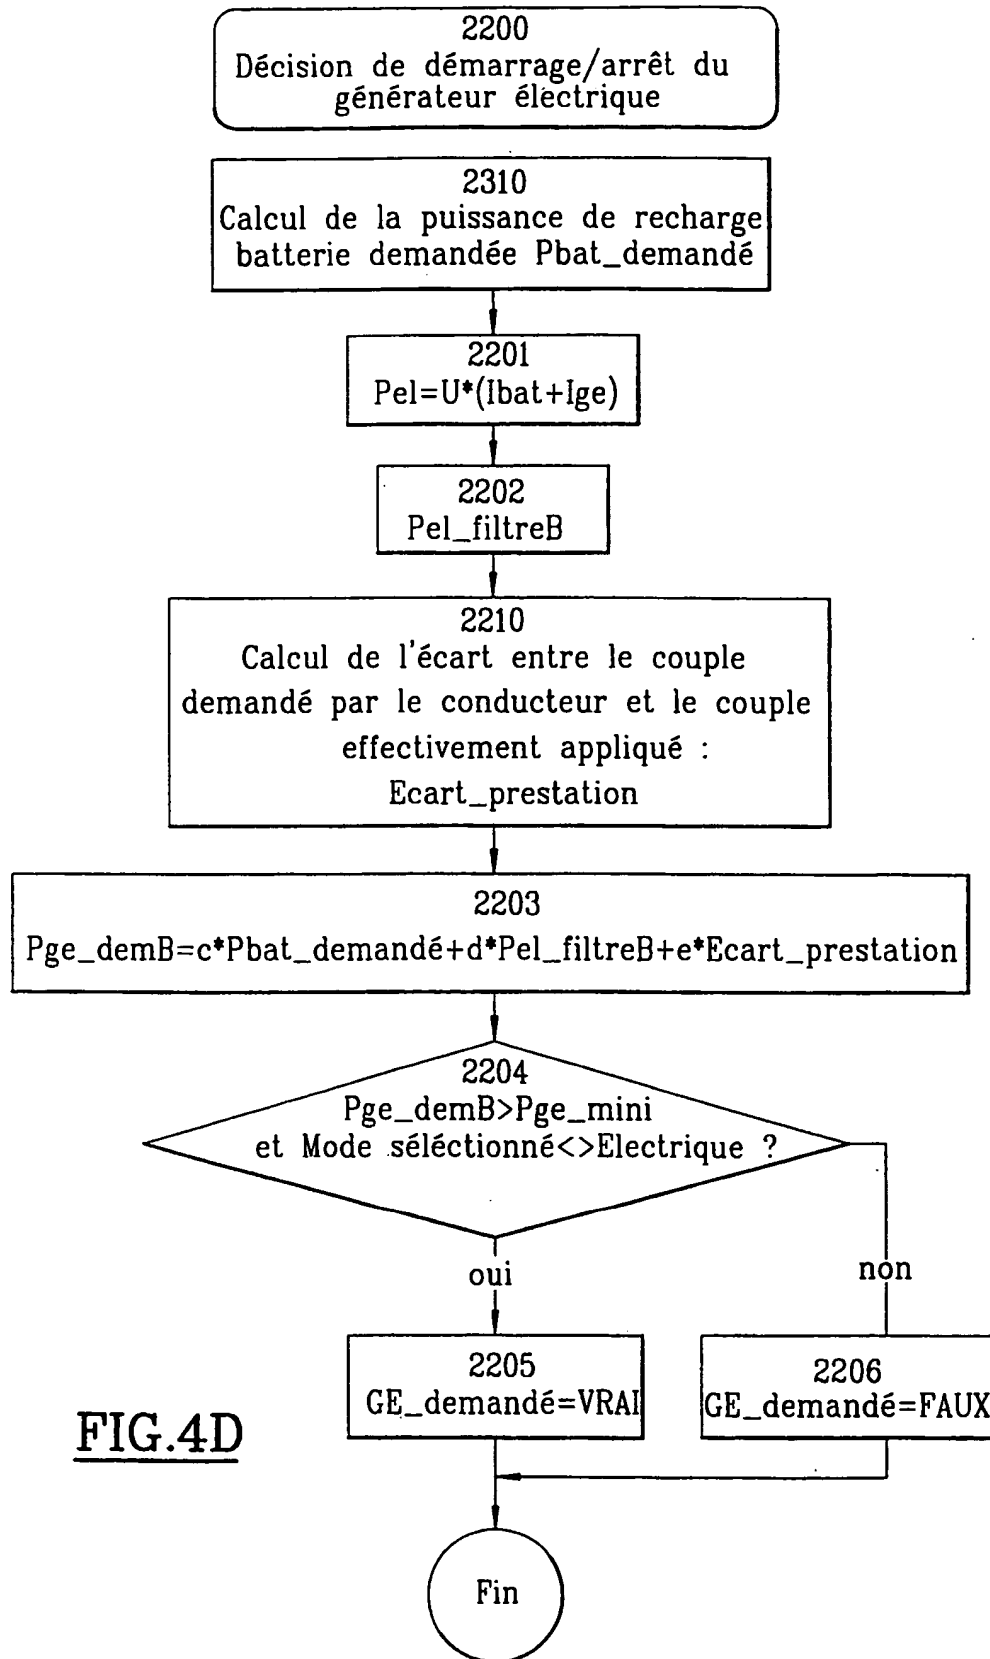 2200
Décision de démarrage/arrêt du
générateur électrique
2310
Calcul de la puissance de recharge
batterie demandée Pbat_demandé
2201
Pel=U*(Ibat+Ige)
2202
Pel_filtreB
2210
Calcul de l'écart entre le couple
demandé par le conducteur et le couple
effectivement appliqué :
Ecart_prestation
2203
Pge_demB=c*Pbat_demandé+d*Pel_filtreB+e*Ecart_prestation
2204
Pge_demB>Pge_mini
et Mode séléctionné<>Electrique ?
oui
non
2205
GE_demandé=VRAI
2206
GE_demandé=FAUX
FIG.4D
Fin